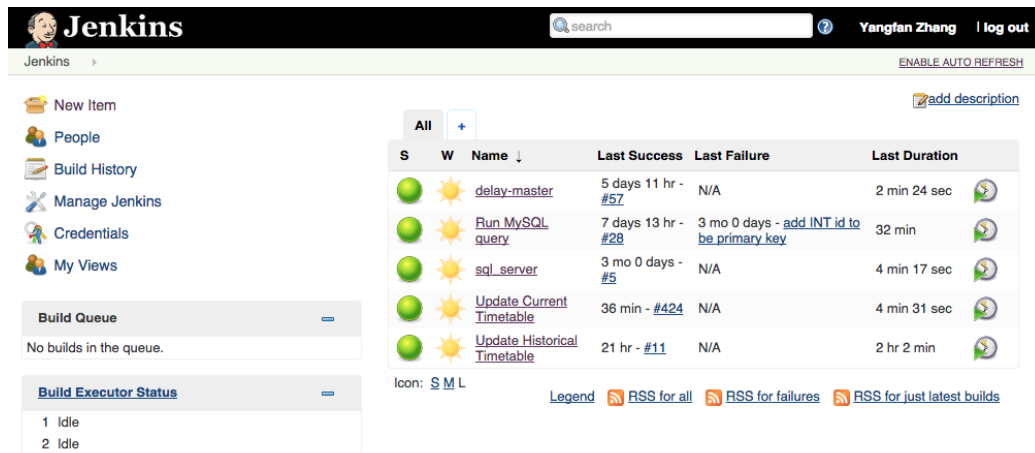 Jenkins
search
Yangfan Zhang | log out
Jenkins
ENABLE AUTO REFRESH
New Item
People
Build History
Manage Jenkins
Credentials
My Views
Build Queue
No builds in the queue.
Build Executor Status
1 Idle
2 Idle
add description
All +
S W Name ↓ Last Success Last Failure Last Duration
delay-master 5 days 11 hr - #57 N/A 2 min 24 sec
Run MySQL query 7 days 13 hr - #28 3 mo 0 days - add INT id to be primary key 32 min
sql_server 3 mo 0 days - #5 N/A 4 min 17 sec
Update Current Timetable 36 min - #424 N/A 4 min 31 sec
Update Historical Timetable 21 hr - #11 N/A 2 hr 2 min
Icon: S M L
Legend RSS for all RSS for failures RSS for just latest builds